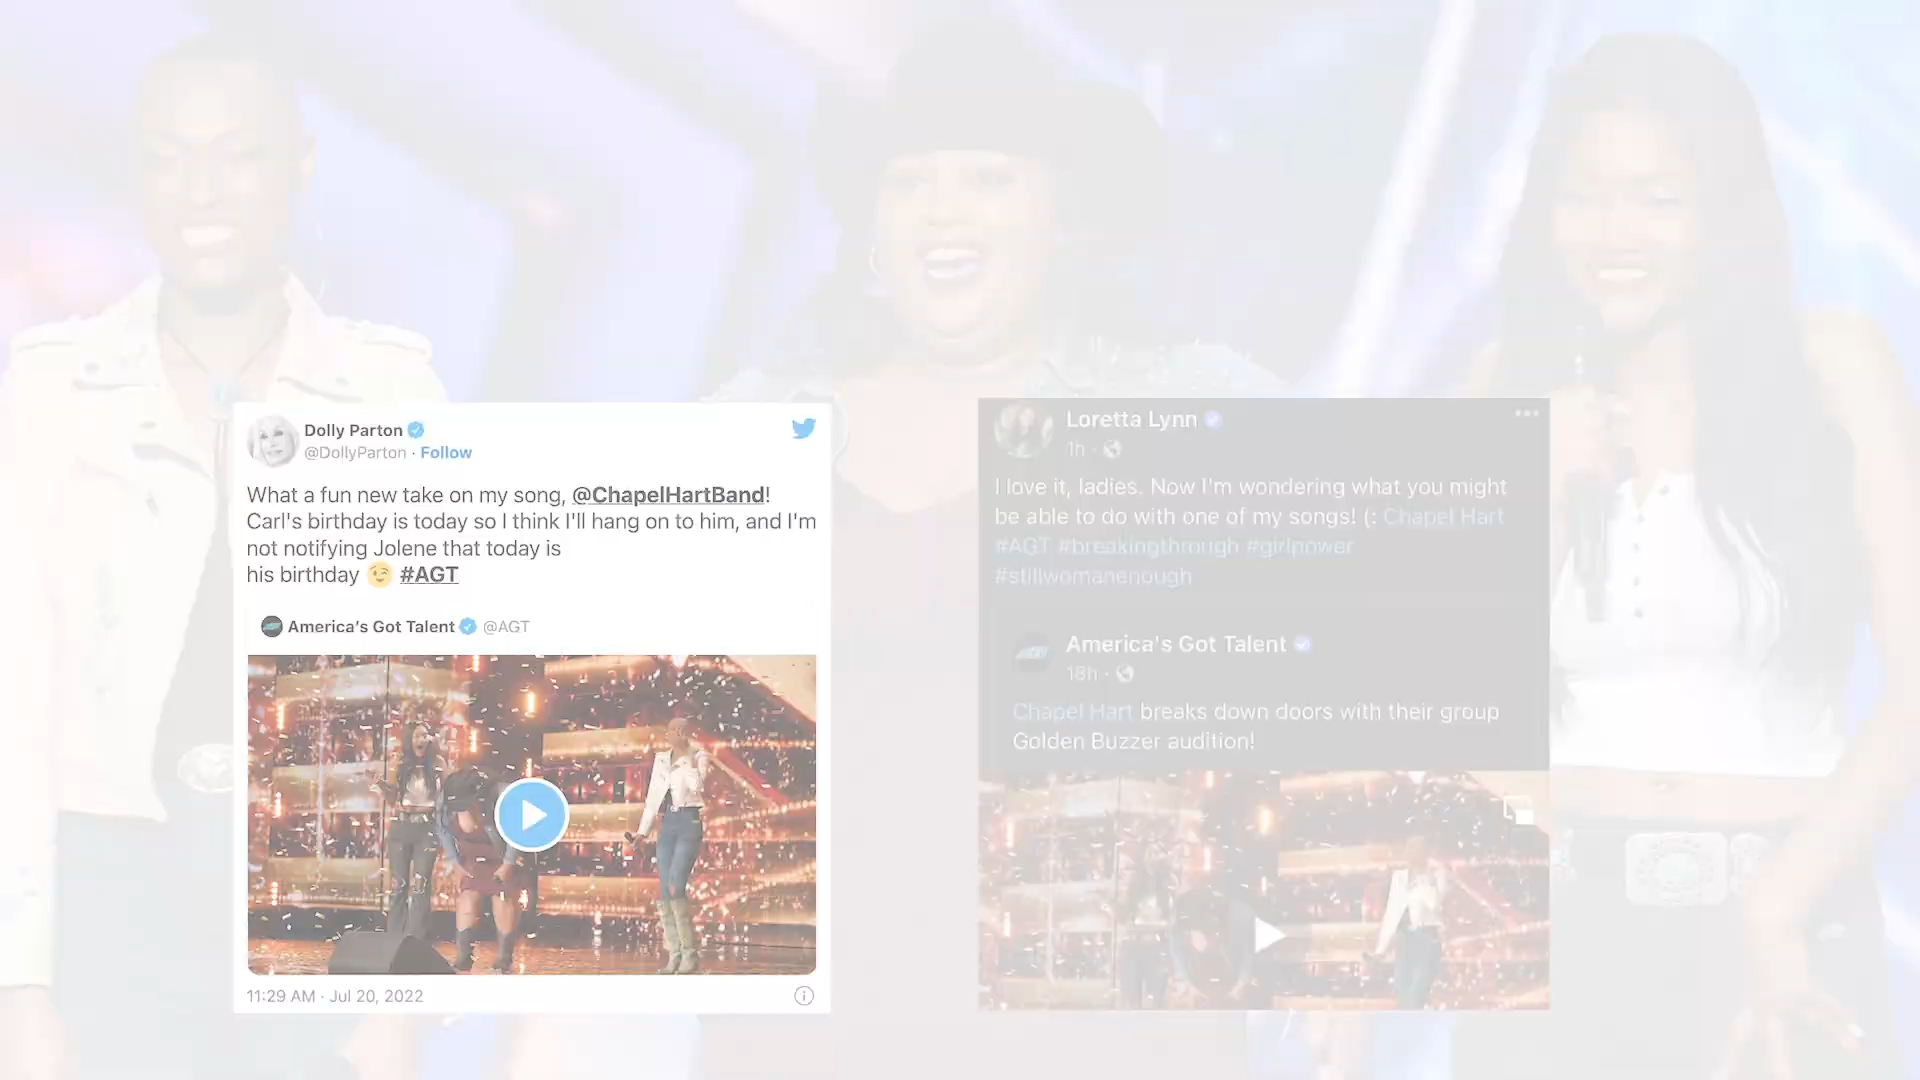 Dolly Parton
@DollyParton · Follow
What a fun new take on my song, @ChapelHartBand!
Carl's birthday is today so I think I'll hang on to him, and I'm
not notifying Jolene that today is
his birthday 😉 #AGT
America's Got Talent @AGT
11:29 AM · Jul 20, 2022
Loretta Lynn
1h ·
I love it, ladies. Now I'm wondering what you might
be able to do with one of my songs! (: Chapel Hart
#AGT #breakingthrough #girlpower
#stillwomanenough
America's Got Talent
18h ·
Chapel Hart breaks down doors with their group
Golden Buzzer audition!